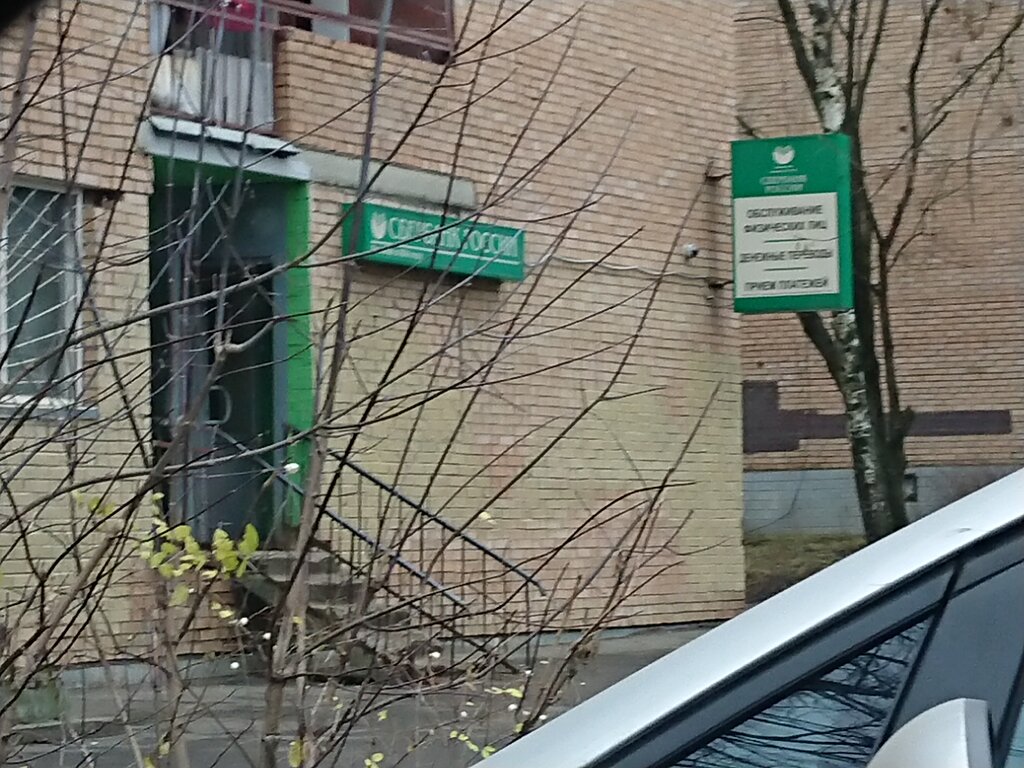 СБЕРБАНК РОССИИ
СБЕРБАНК
РОССИИ
ОБСЛУЖИВАНИЕ
ФИЗИЧЕСКИХ ЛИЦ
ДЕНЕЖНЫЕ ПЕРЕВОДЫ
ПРИЕМ ПЛАТЕЖЕЙ